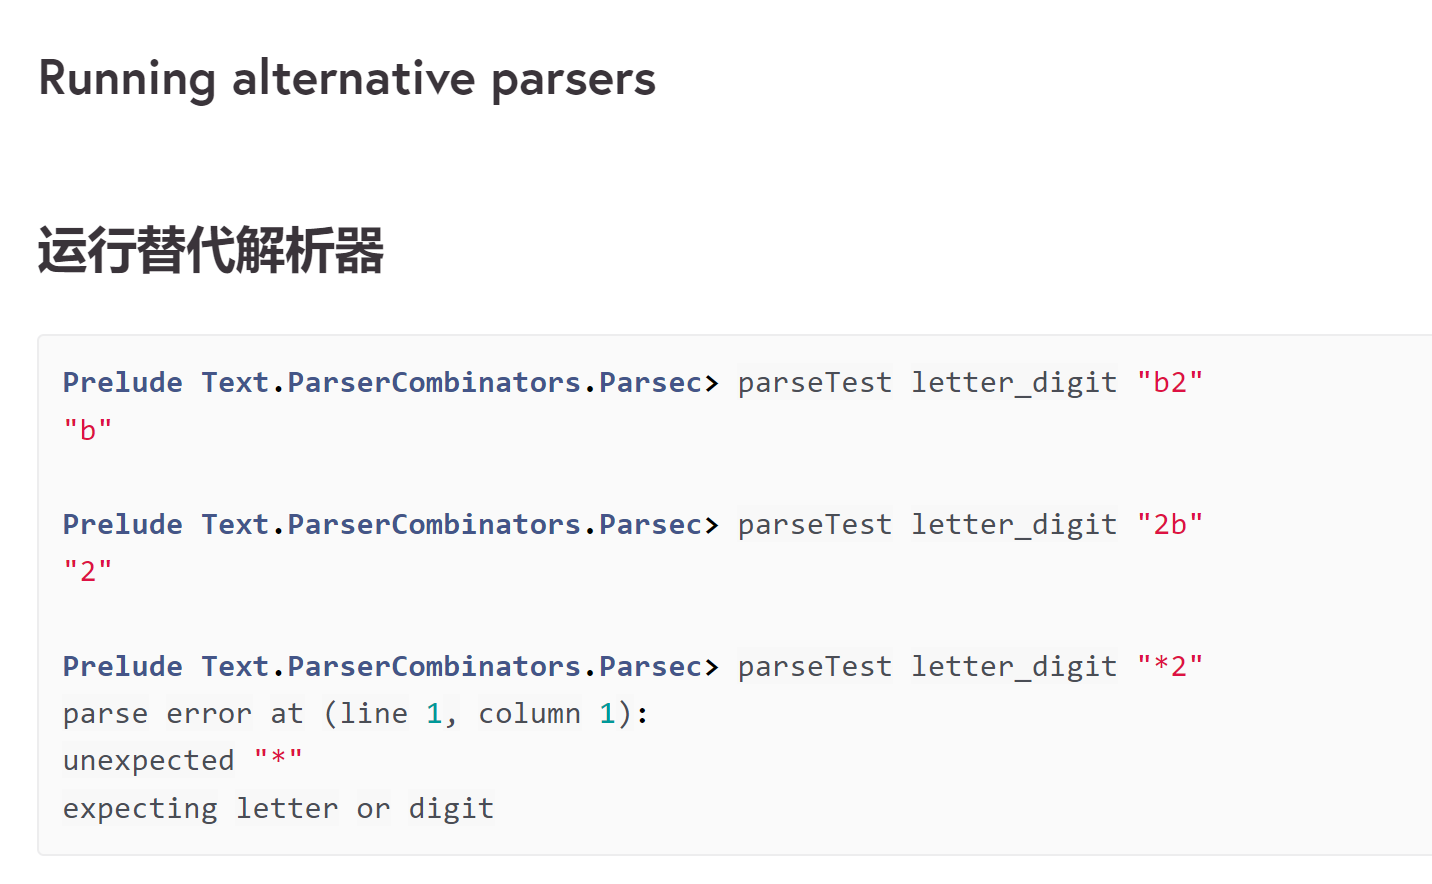 Running alternative parsers
运行替代解析器
Prelude Text.ParserCombinators.Parsec> parseTest letter_digit "b2"
"b"
Prelude Text.ParserCombinators.Parsec> parseTest letter_digit "2b"
"2"
Prelude Text.ParserCombinators.Parsec> parseTest letter_digit "*2"
parse error at (line 1, column 1):
unexpected "*"
expecting letter or digit